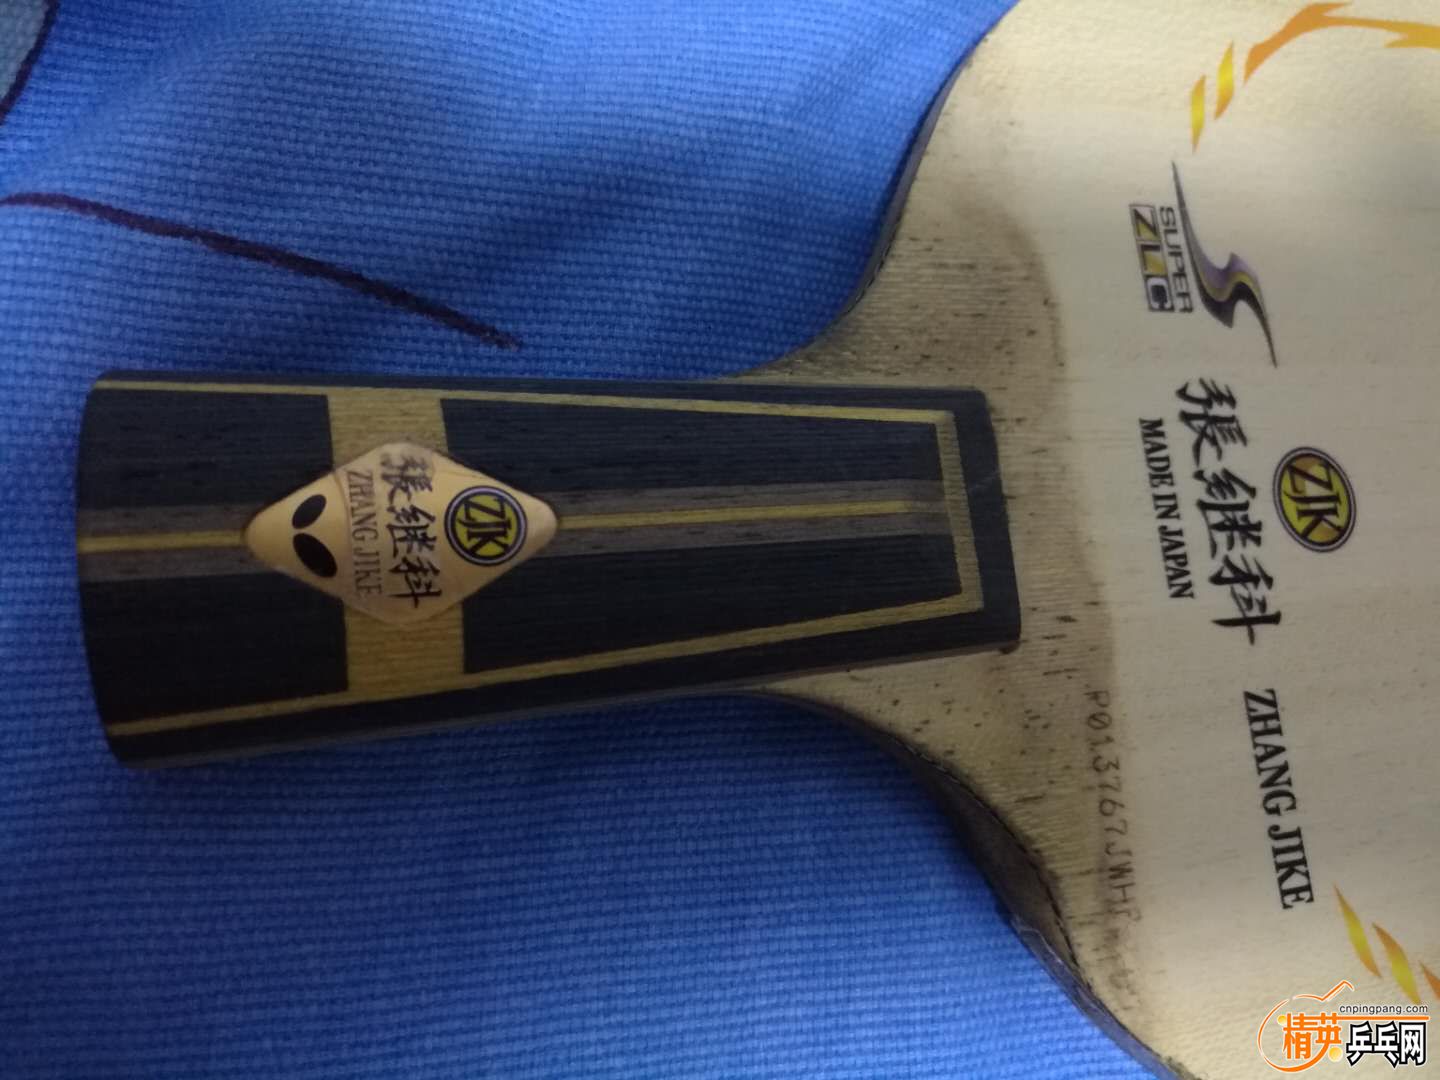 SUPER
ZLC
ZJK
張継科
ZHANG JIKE
MADE IN JAPAN
P013767JWHF
ZJK
張継科
ZHANG JIKE
cnpingpang.com
精英乒乓网